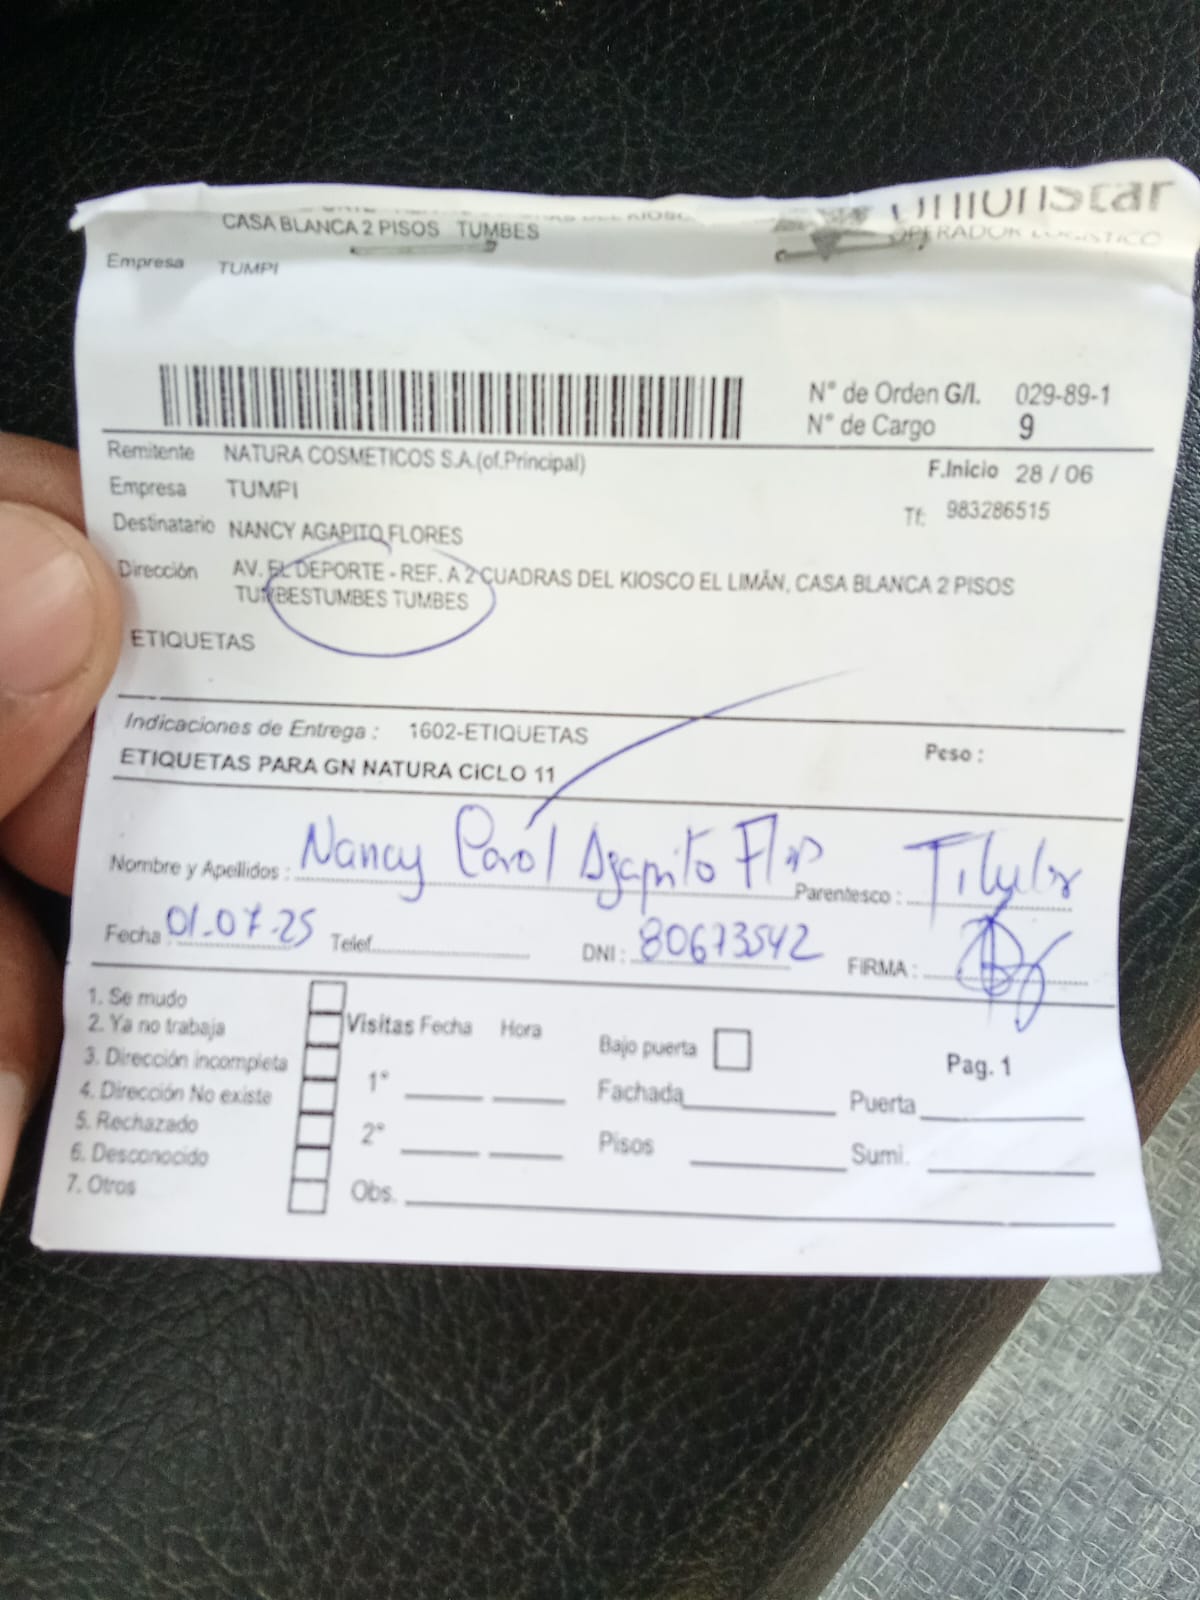 Unionstar
OPERADOR LOGISTICO
CASA BLANCA 2 PISOS TUMBES
Empresa TUMPI
N° de Orden G/I. 029-89-1
N° de Cargo 9
Remitente NATURA COSMETICOS S.A.(of.Principal)
F.Inicio 28 / 06
Empresa TUMPI
Tf: 983286515
Destinatario NANCY AGAPITO FLORES
Dirección AV. EL DEPORTE - REF. A 2 CUADRAS DEL KIOSCO EL LIMÃN, CASA BLANCA 2 PISOS
TUMBESTUMBES TUMBES
ETIQUETAS
Indicaciones de Entrega : 1602-ETIQUETAS
Peso :
ETIQUETAS PARA GN NATURA CiCLO 11
Nombre y Apellidos : Nancy Carol Agapito Flrs Parentesco : Titular
Fecha : 01-07-25 Telef. DNI : 80673542 FiRMA :
1. Se mudo
2. Ya no trabaja
3. Dirección incompleta
4. Dirección No existe
5. Rechazado
6. Desconocido
7. Otros
Visitas Fecha Hora
1°
2°
Obs.
Bajo puerta
Fachada
Pisos
Pag. 1
Puerta
Sumi.